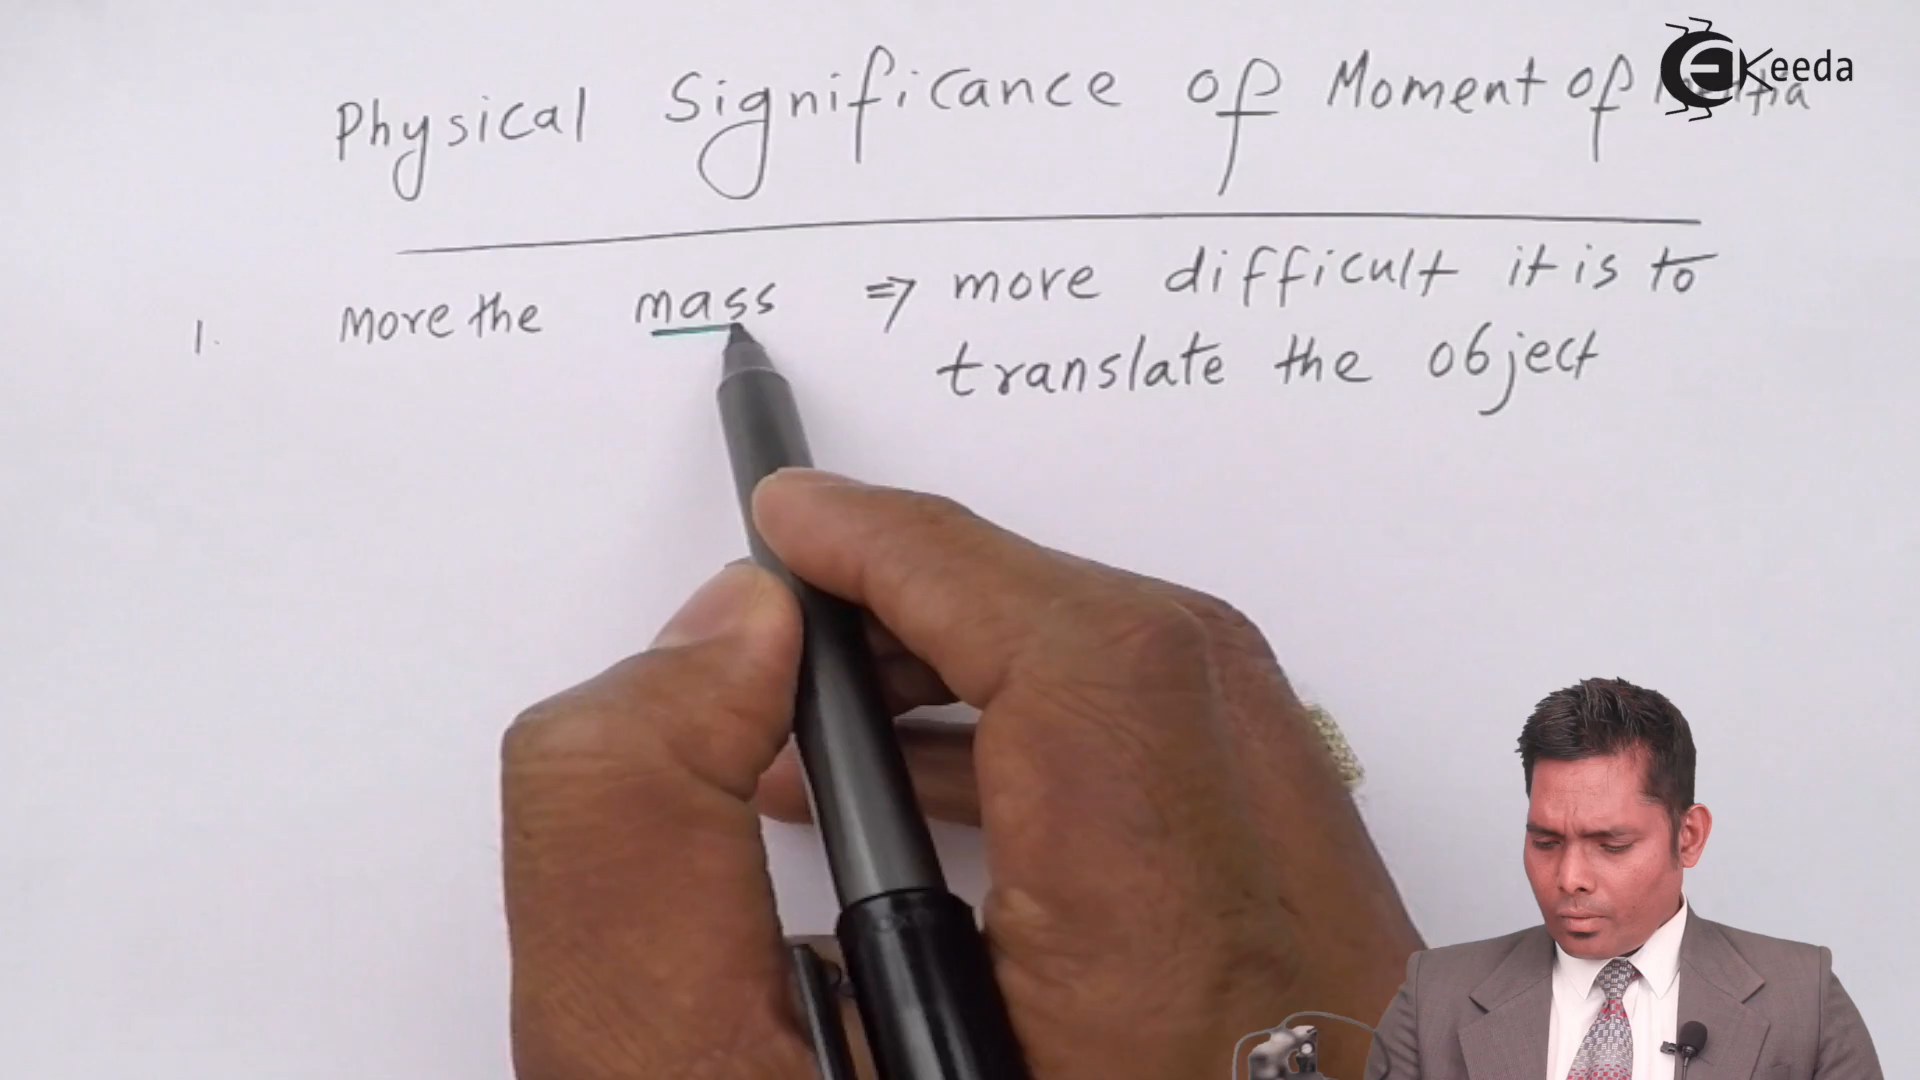 Physical Significance of Moment of
Keeda
1. More the mass ⇒ more difficult it is to
translate the object